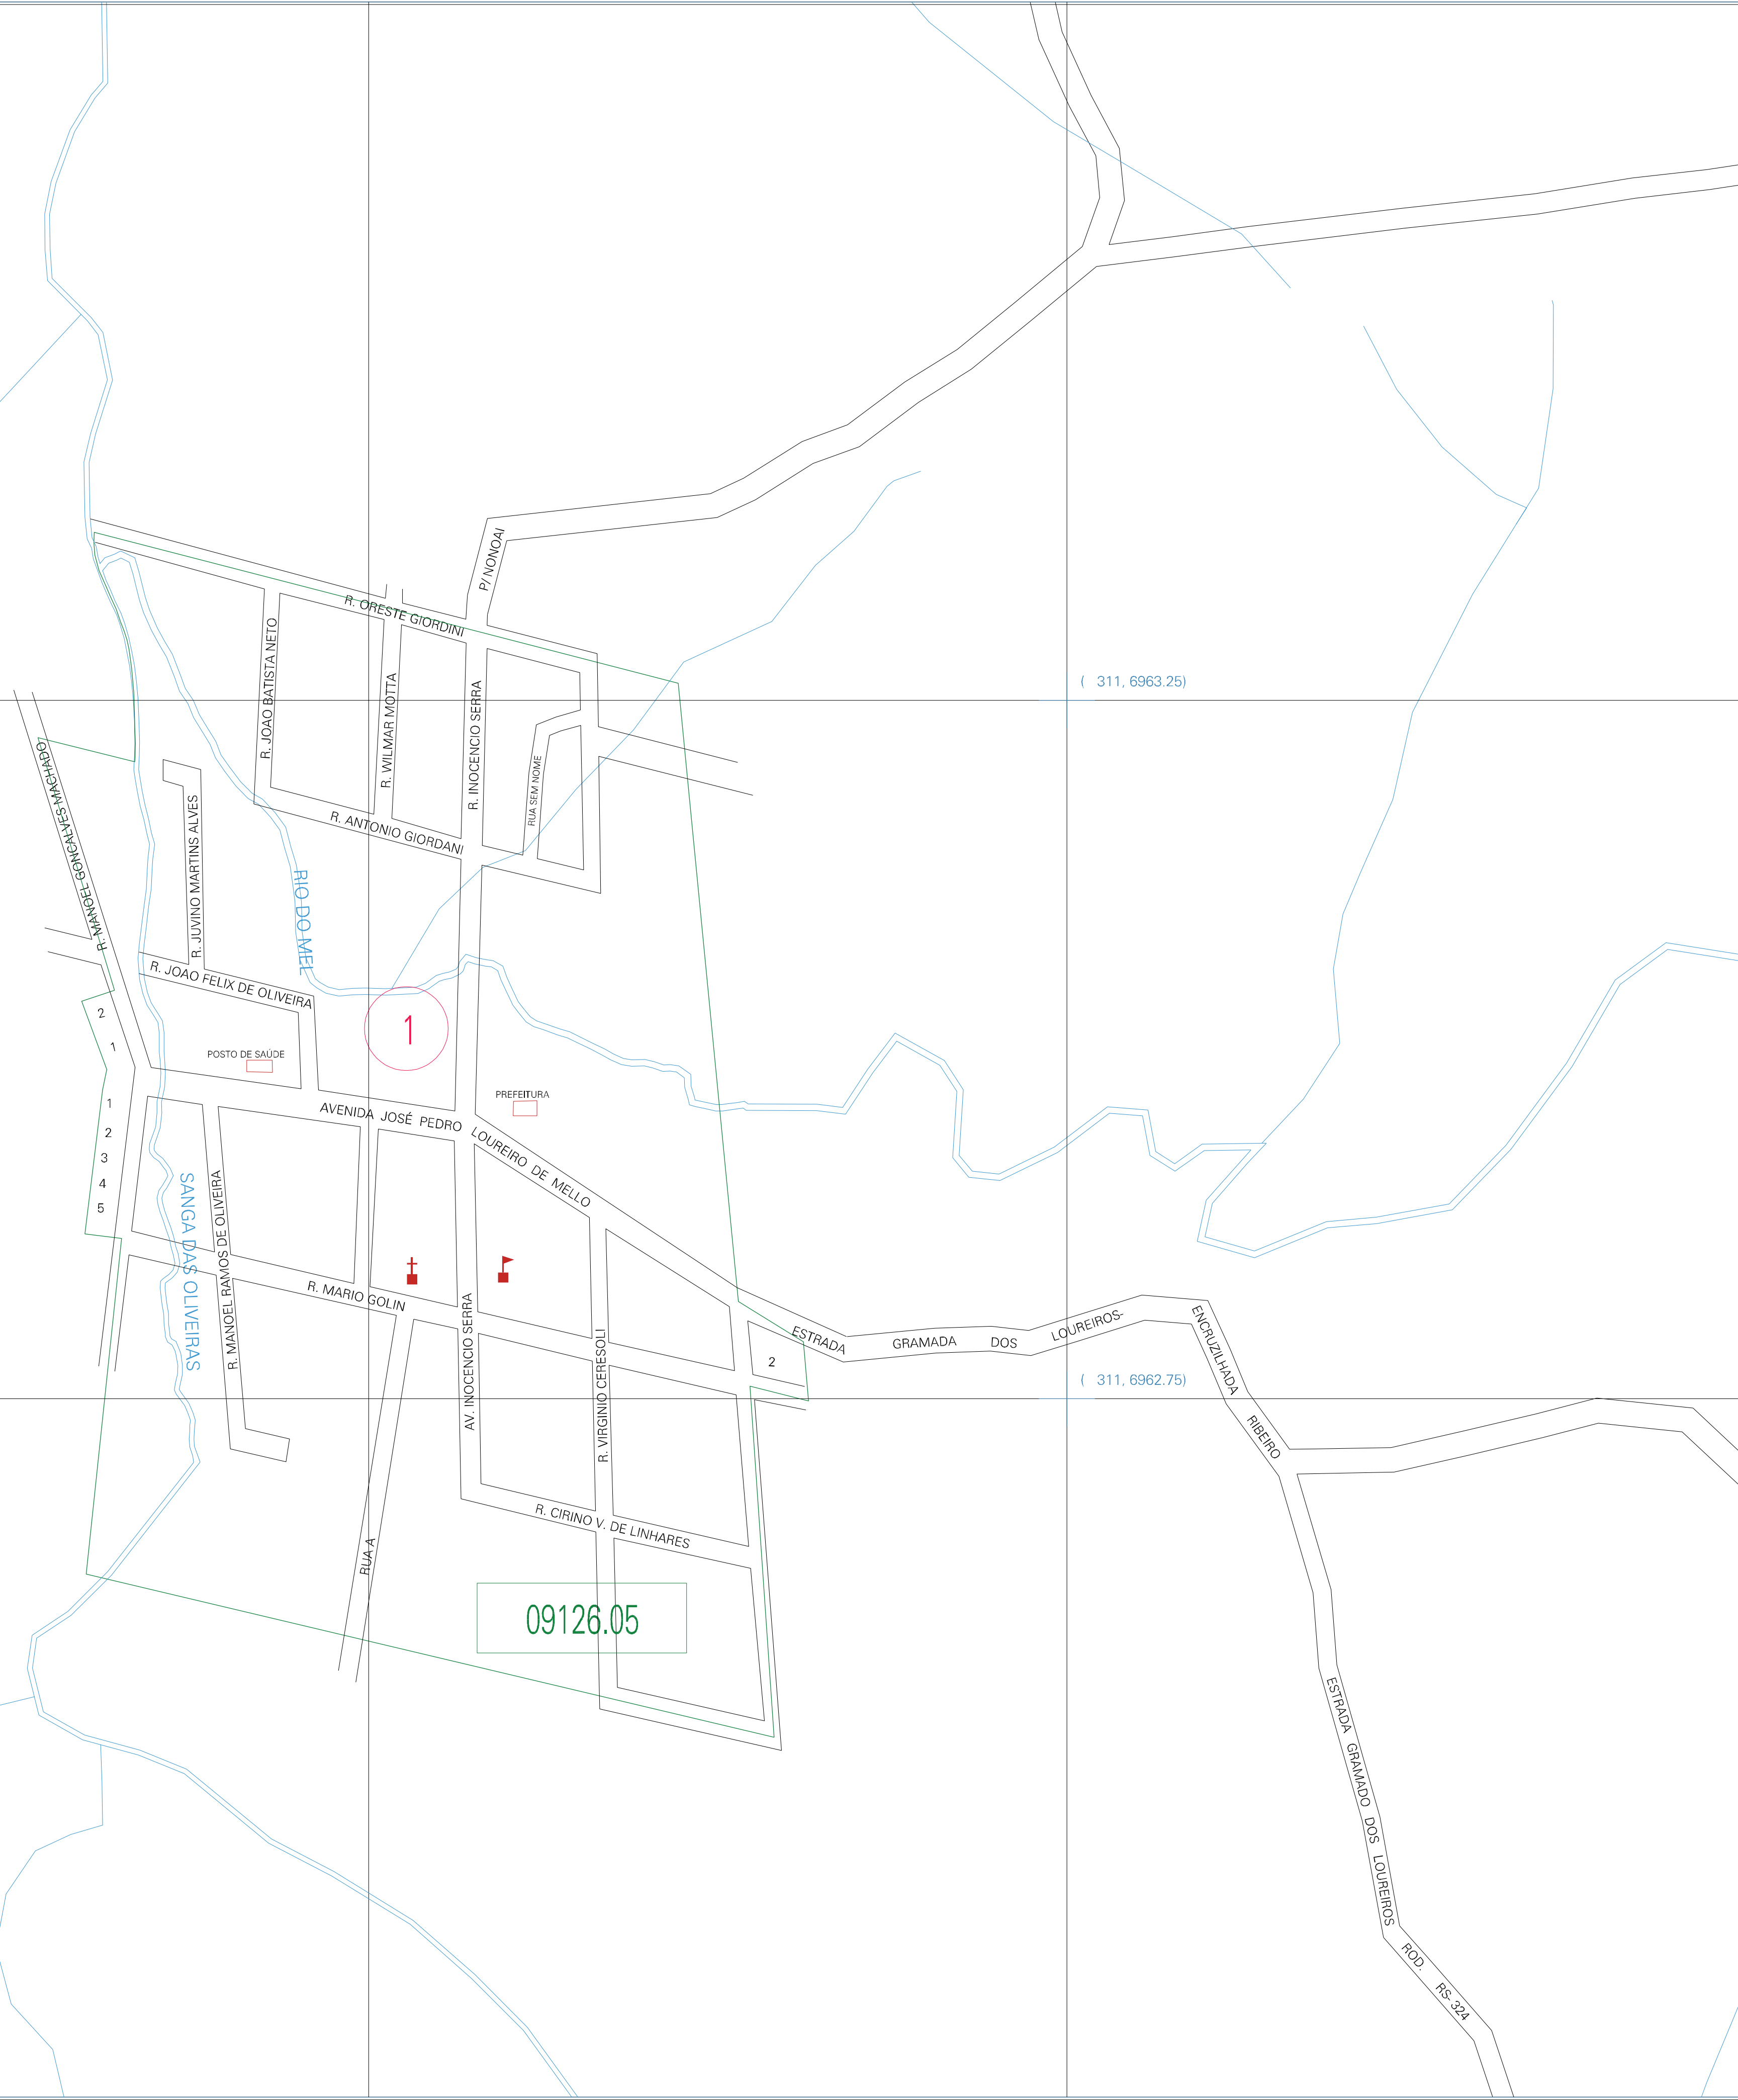 P/ NONOAI
R. ORESTE GIORDINI
R. JOAO BATISTA NETO
R. WILMAR MOTTA
R. INOCENCIO SERRA
( 311, 6963.25)
R. MANOEL GONCALVES MACHADO
RUA SEM NOME
R. JUVINO MARTINS ALVES
R. ANTONIO GIORDANI
RIO DO MEL
R. JOAO FELIX DE OLIVEIRA
2
1
1
POSTO DE SAÚDE
PREFEITURA
1
2
3
4
5
AVENIDA JOSÉ PEDRO LOUREIRO DE MELLO
SANGA DAS OLIVEIRAS
R. MANOEL RAMOS DE OLIVEIRA
R. MARIO GOLIN
AV. INOCENCIO SERRA
R. VIRGINIO CERESOLI
ESTRADA GRAMADA DOS LOUREIROS-
ENCRUZILHADA RIBEIRO
2
( 311, 6962.75)
R. CIRINO V. DE LINHARES
RUA A
09126.05
ESTRADA GRAMADO DOS LOUREIROS
ROD. RS-324